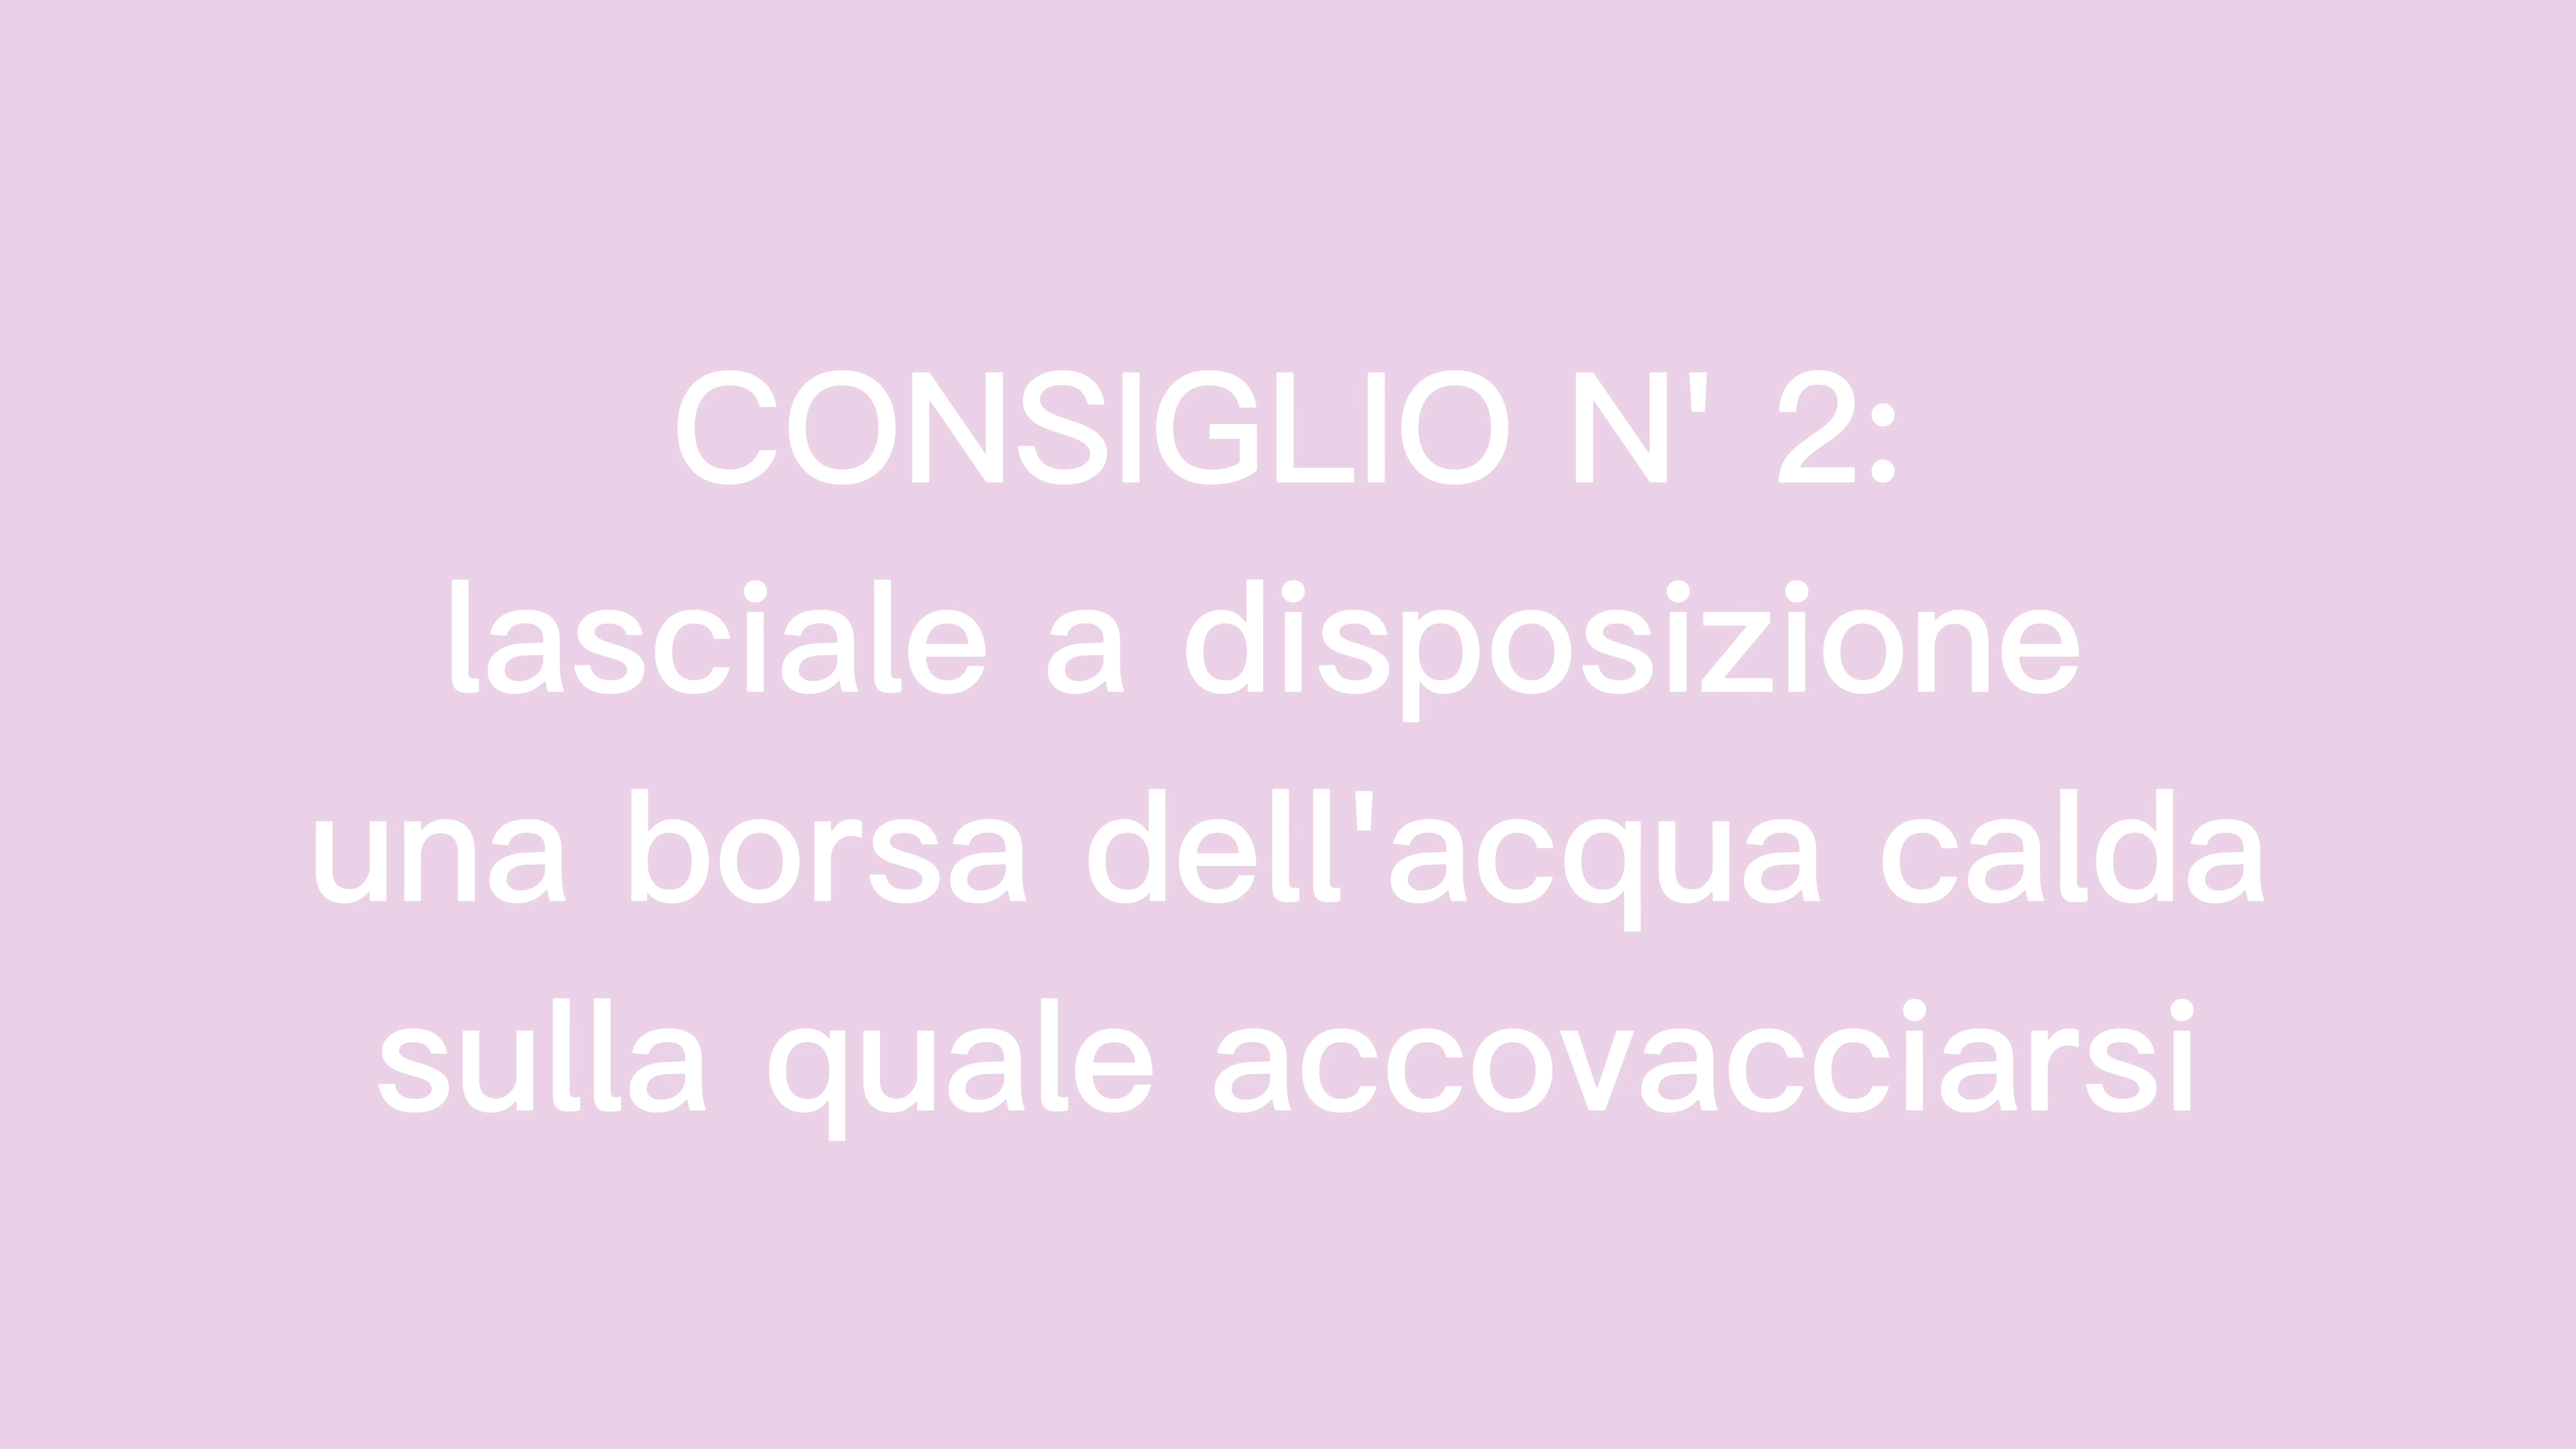 CONSIGLIO N' 2:
lasciale a disposizione
una borsa dell'acqua calda
sulla quale accovacciarsi